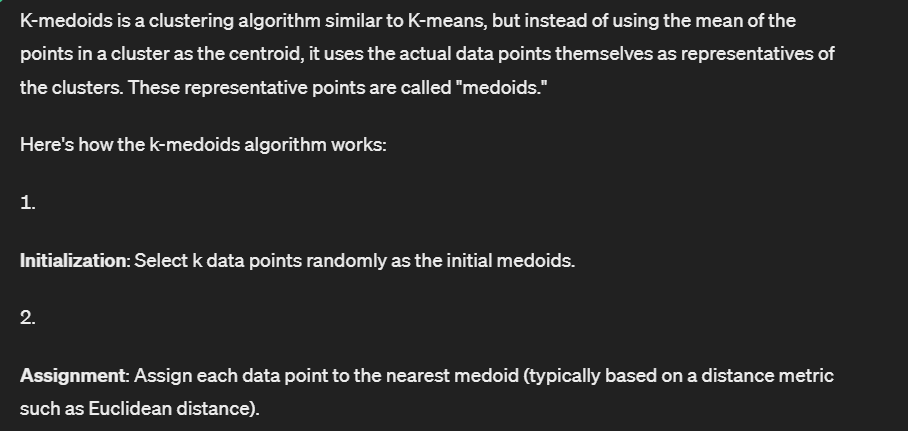 K-medoids is a clustering algorithm similar to K-means, but instead of using the mean of the
points in a cluster as the centroid, it uses the actual data points themselves as representatives of
the clusters. These representative points are called "medoids."
Here's how the k-medoids algorithm works:
1.
Initialization: Select k data points randomly as the initial medoids.
2.
Assignment: Assign each data point to the nearest medoid (typically based on a distance metric
such as Euclidean distance).